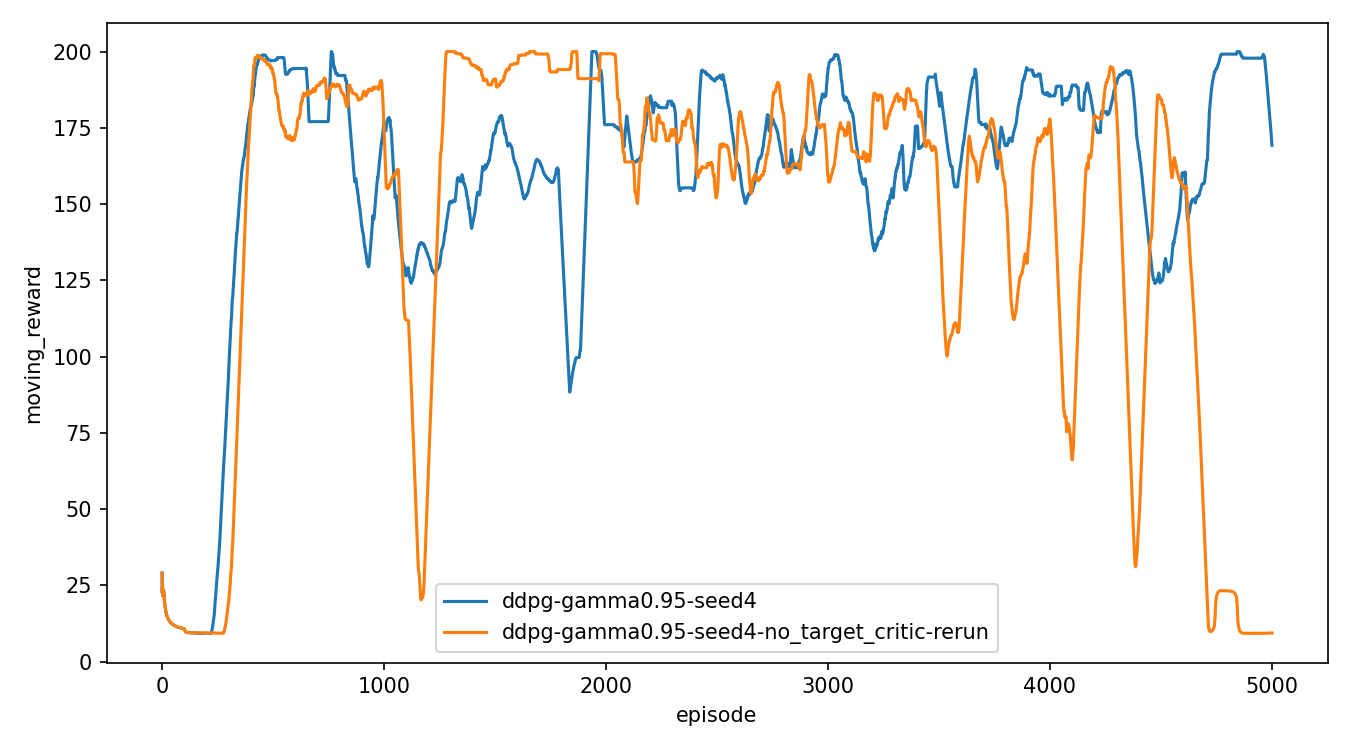 200
175
150
125
100
75
50
25
0
moving_reward
ddpg-gamma0.95-seed4
ddpg-gamma0.95-seed4-no_target_critic-rerun
0 1000 2000 3000 4000 5000
episode